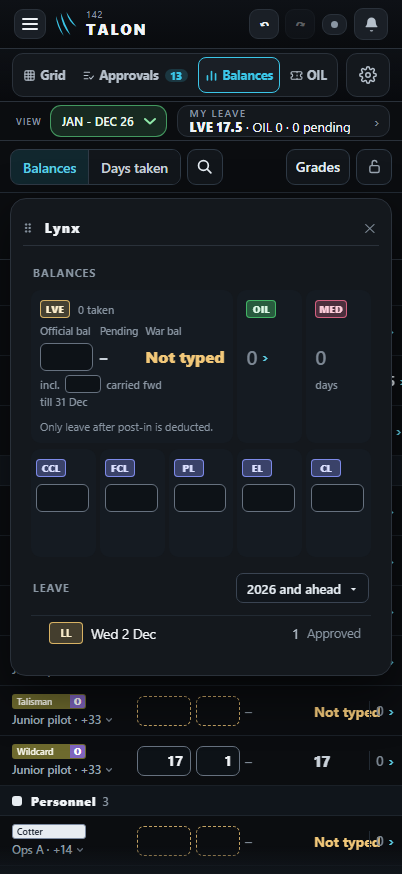 142
TALON
Grid
Approvals 13
Balances
OIL
VIEW
JAN - DEC 26
MY LEAVE
LVE 17.5 · OIL 0 · 0 pending
Balances
Days taken
Grades
Lynx
BALANCES
LVE 0 taken
Official bal Pending War bal
– Not typed
incl. carried fwd
till 31 Dec
Only leave after post-in is deducted.
OIL
0 ›
MED
0
days
CCL
FCL
PL
EL
CL
LEAVE
2026 and ahead
LL Wed 2 Dec 1 Approved
Talisman O
Junior pilot · +33
– Not typed 0 ›
Wildcard O
Junior pilot · +33
17 1 – 17 0 ›
Personnel 3
Cotter
Ops A · +14
– Not typed 0 ›